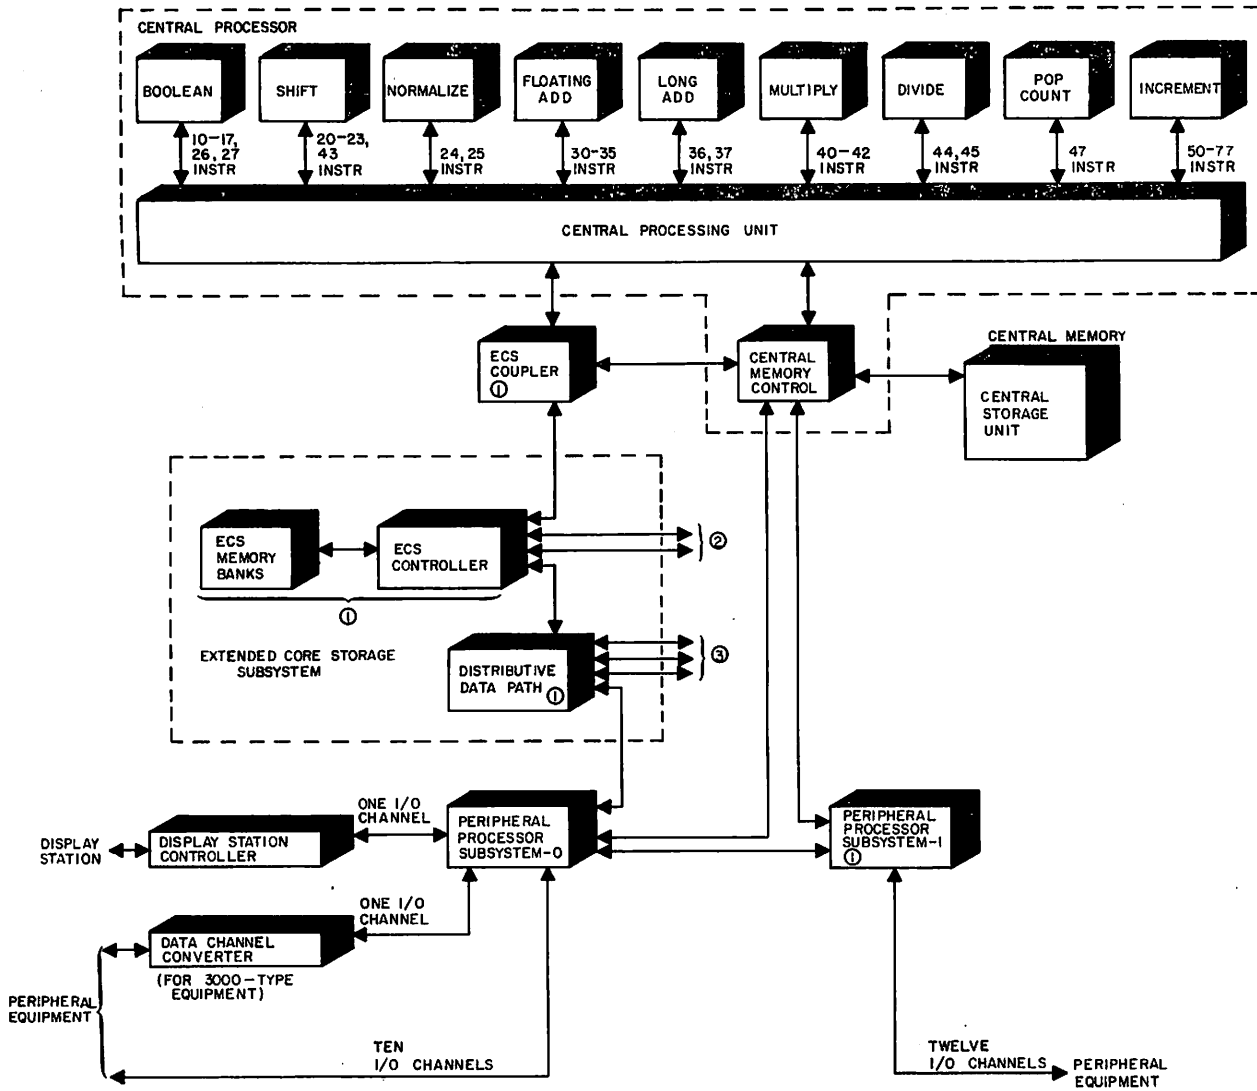 CENTRAL PROCESSOR
BOOLEAN
SHIFT
NORMALIZE
FLOATING
ADD
LONG
ADD
MULTIPLY
DIVIDE
POP
COUNT
INCREMENT
10-17,
26, 27
INSTR
20-23,
43
INSTR
24, 25
INSTR
30-35
INSTR
36, 37
INSTR
40-42
INSTR
44, 45
INSTR
47
INSTR
50-77
INSTR
CENTRAL PROCESSING UNIT
ECS
COUPLER
①
CENTRAL
MEMORY
CONTROL
CENTRAL MEMORY
CENTRAL
STORAGE
UNIT
ECS
MEMORY
BANKS
ECS
CONTROLLER
②
①
EXTENDED CORE STORAGE
SUBSYSTEM
DISTRIBUTIVE
DATA PATH ①
③
DISPLAY
STATION
DISPLAY STATION
CONTROLLER
ONE I/O
CHANNEL
PERIPHERAL
PROCESSOR
SUBSYSTEM-0
PERIPHERAL
PROCESSOR
SUBSYSTEM-1
①
ONE I/O
CHANNEL
DATA CHANNEL
CONVERTER
(FOR 3000-TYPE
EQUIPMENT)
PERIPHERAL
EQUIPMENT
TEN
I/O CHANNELS
TWELVE
I/O CHANNELS
PERIPHERAL
EQUIPMENT